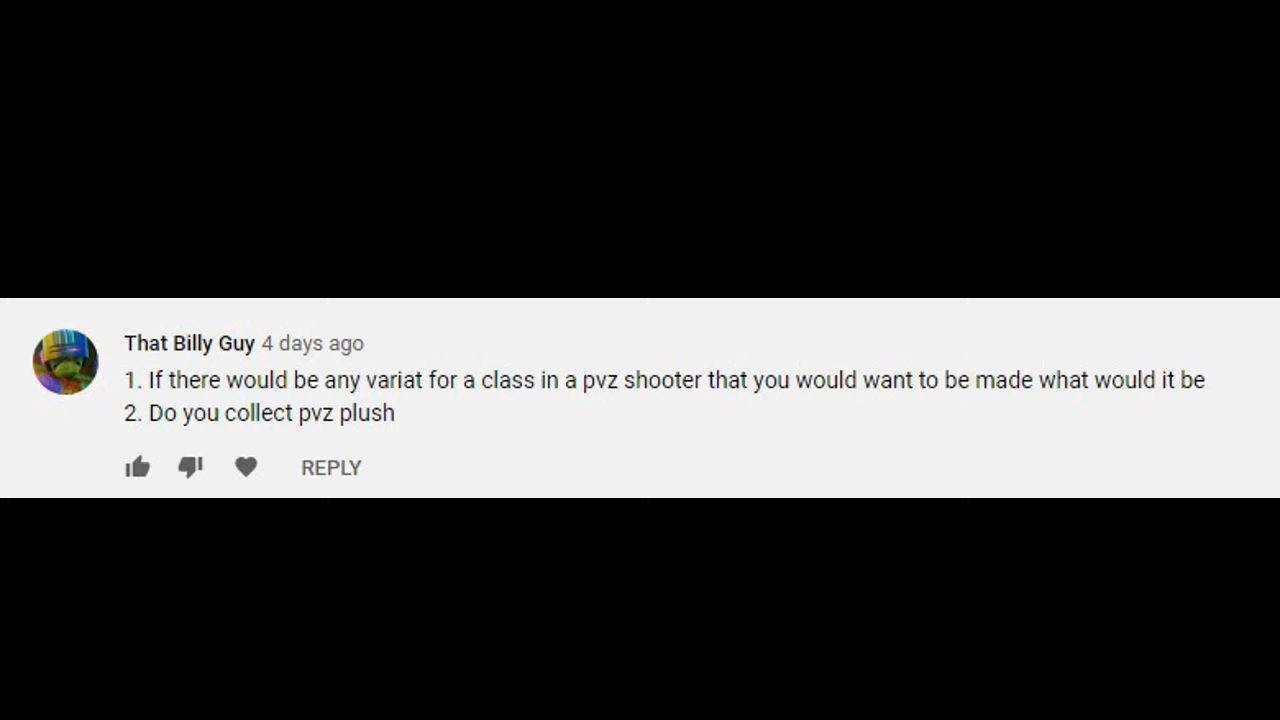 That Billy Guy 4 days ago
1. If there would be any variat for a class in a pvz shooter that you would want to be made what would it be
2. Do you collect pvz plush
REPLY